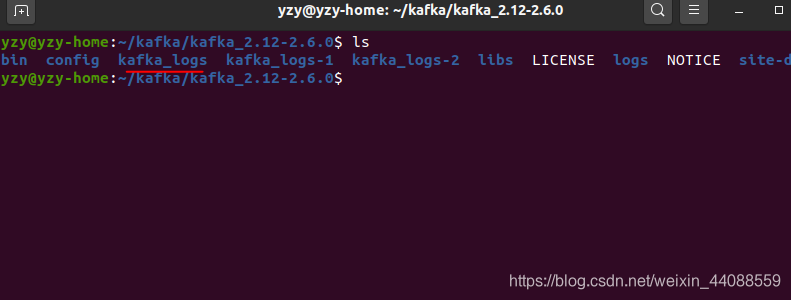 yzy@yzy-home: ~/kafka/kafka_2.12-2.6.0
yzy@yzy-home:~/kafka/kafka_2.12-2.6.0$ ls
bin config kafka_logs kafka_logs-1 kafka_logs-2 libs LICENSE logs NOTICE site-d
yzy@yzy-home:~/kafka/kafka_2.12-2.6.0$
https://blog.csdn.net/weixin_44088559